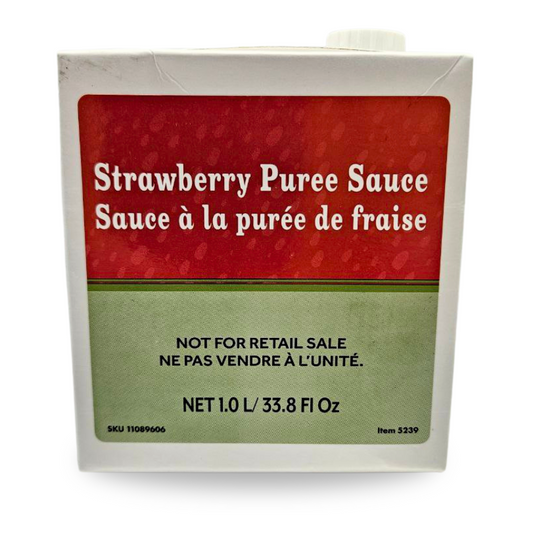 Strawberry Puree Sauce
Sauce à la purée de fraise
NOT FOR RETAIL SALE
NE PAS VENDRE À L'UNITÉ.
NET 1.0 L/ 33.8 Fl Oz
SKU 11089606
Item 5239